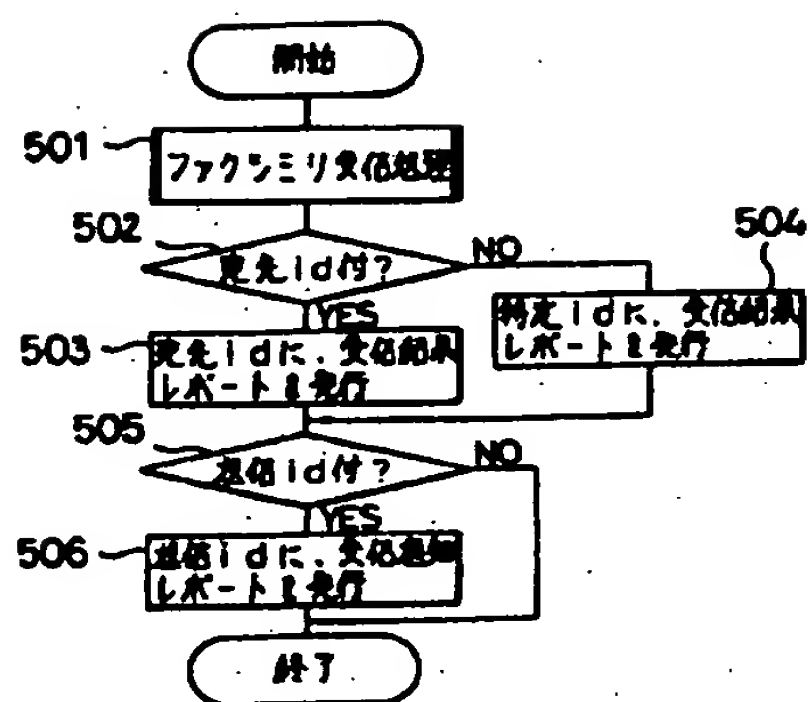 開始
501
ファクシミリ受信処理
502
宛先id付?
NO
504
YES
特定idに、受信結果
レポートを発行
503
宛先idに、受信結果
レポートを発行
505
送信id付?
NO
YES
506
送信idに、受信通知
レポートを発行
終了